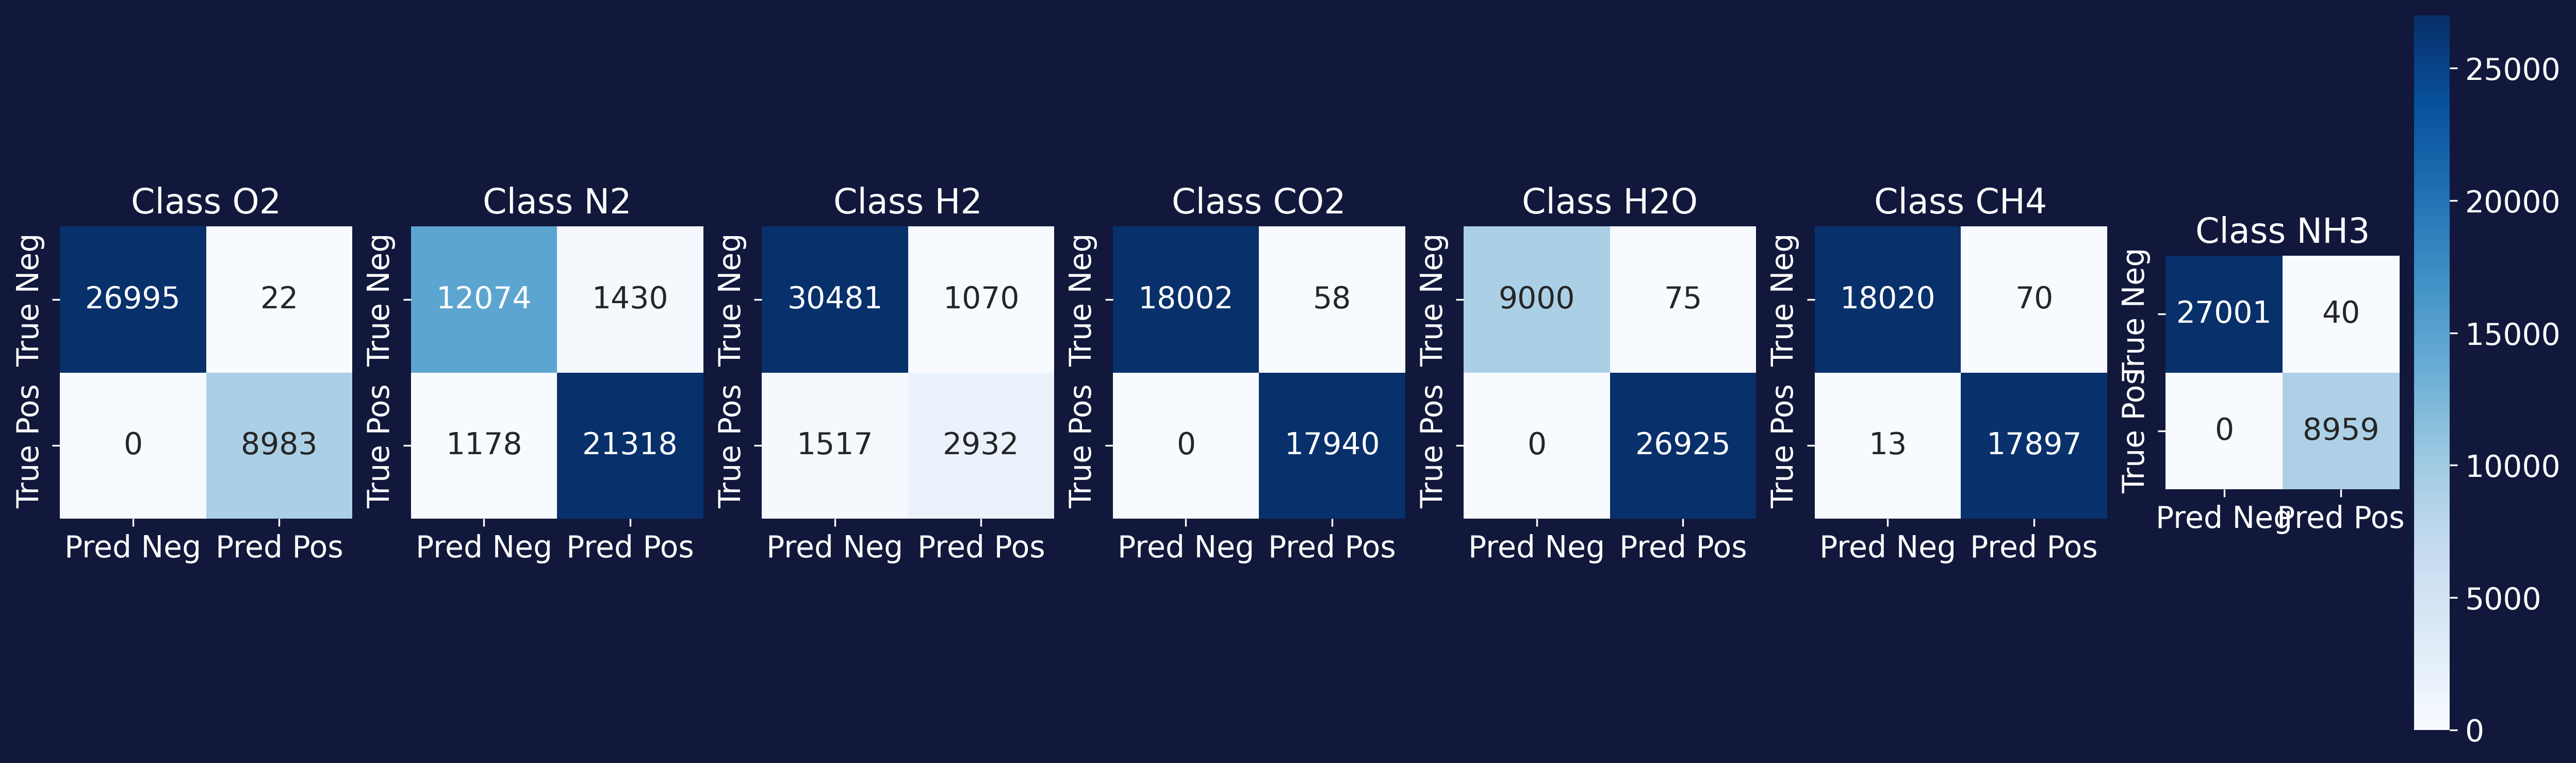 Class O2
True Neg
26995
22
True Pos
0
8983
Pred Neg
Pred Pos
Class N2
True Neg
12074
1430
True Pos
1178
21318
Pred Neg
Pred Pos
Class H2
True Neg
30481
1070
True Pos
1517
2932
Pred Neg
Pred Pos
Class CO2
True Neg
18002
58
True Pos
0
17940
Pred Neg
Pred Pos
Class H2O
True Neg
9000
75
True Pos
0
26925
Pred Neg
Pred Pos
Class CH4
True Neg
18020
70
True Pos
13
17897
Pred Neg
Pred Pos
Class NH3
True Neg
27001
40
True Pos
0
8959
Pred Neg
Pred Pos
25000
20000
15000
10000
5000
0